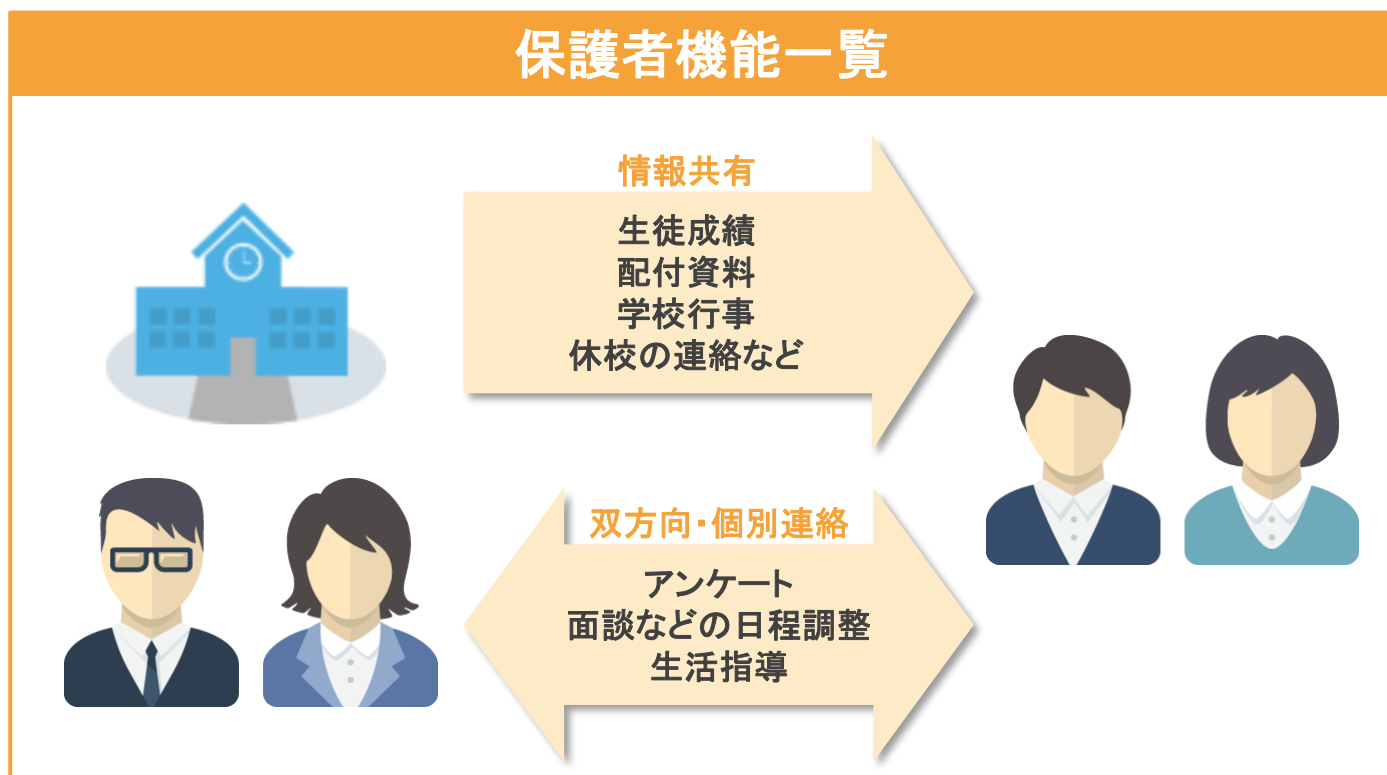 保護者機能一覧
情報共有
生徒成績
配付資料
学校行事
休校の連絡など
双方向・個別連絡
アンケート
面談などの日程調整
生活指導